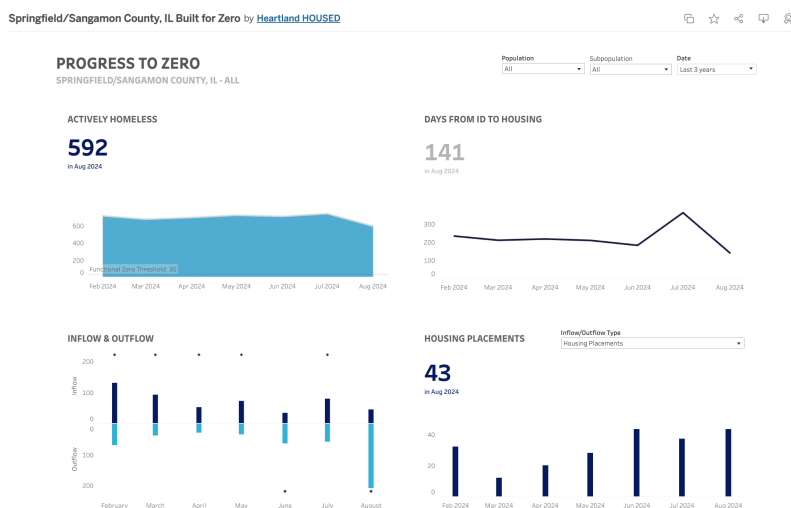 Springfield/Sangamon County, IL Built for Zero by Heartland HOUSED
PROGRESS TO ZERO
SPRINGFIELD/SANGAMON COUNTY, IL - ALL
Population
All
Subpopulation
All
Date
Last 3 years
ACTIVELY HOMELESS
592
in Aug 2024
600
400
200
0
Functional Zero Threshold: 30
Feb 2024 Mar 2024 Apr 2024 May 2024 Jun 2024 Jul 2024 Aug 2024
DAYS FROM ID TO HOUSING
141
in Aug 2024
300
200
100
0
Feb 2024 Mar 2024 Apr 2024 May 2024 Jun 2024 Jul 2024 Aug 2024
INFLOW & OUTFLOW
Inflow
200
100
0
Outflow
0
100
200
February March April May June July August
HOUSING PLACEMENTS
Inflow/Outflow Type
Housing Placements
43
in Aug 2024
40
20
0
Feb 2024 Mar 2024 Apr 2024 May 2024 Jun 2024 Jul 2024 Aug 2024